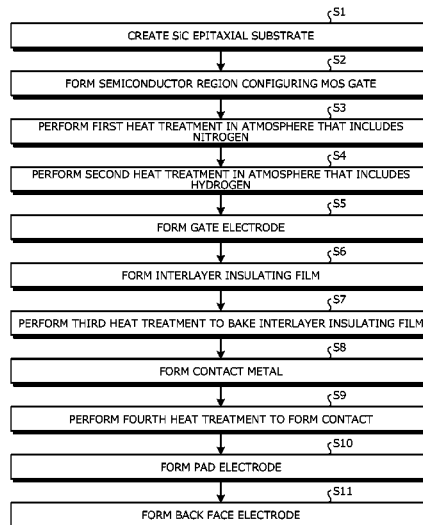 S1
CREATE SiC EPITAXIAL SUBSTRATE
S2
FORM SEMICONDUCTOR REGION CONFIGURING MOS GATE
S3
PERFORM FIRST HEAT TREATMENT IN ATMOSPHERE THAT INCLUDES
NITROGEN
S4
PERFORM SECOND HEAT TREATMENT IN ATMOSPHERE THAT INCLUDES
HYDROGEN
S5
FORM GATE ELECTRODE
S6
FORM INTERLAYER INSULATING FILM
S7
PERFORM THIRD HEAT TREATMENT TO BAKE INTERLAYER INSULATING FILM
S8
FORM CONTACT METAL
S9
PERFORM FOURTH HEAT TREATMENT TO FORM CONTACT
S10
FORM PAD ELECTRODE
S11
FORM BACK FACE ELECTRODE